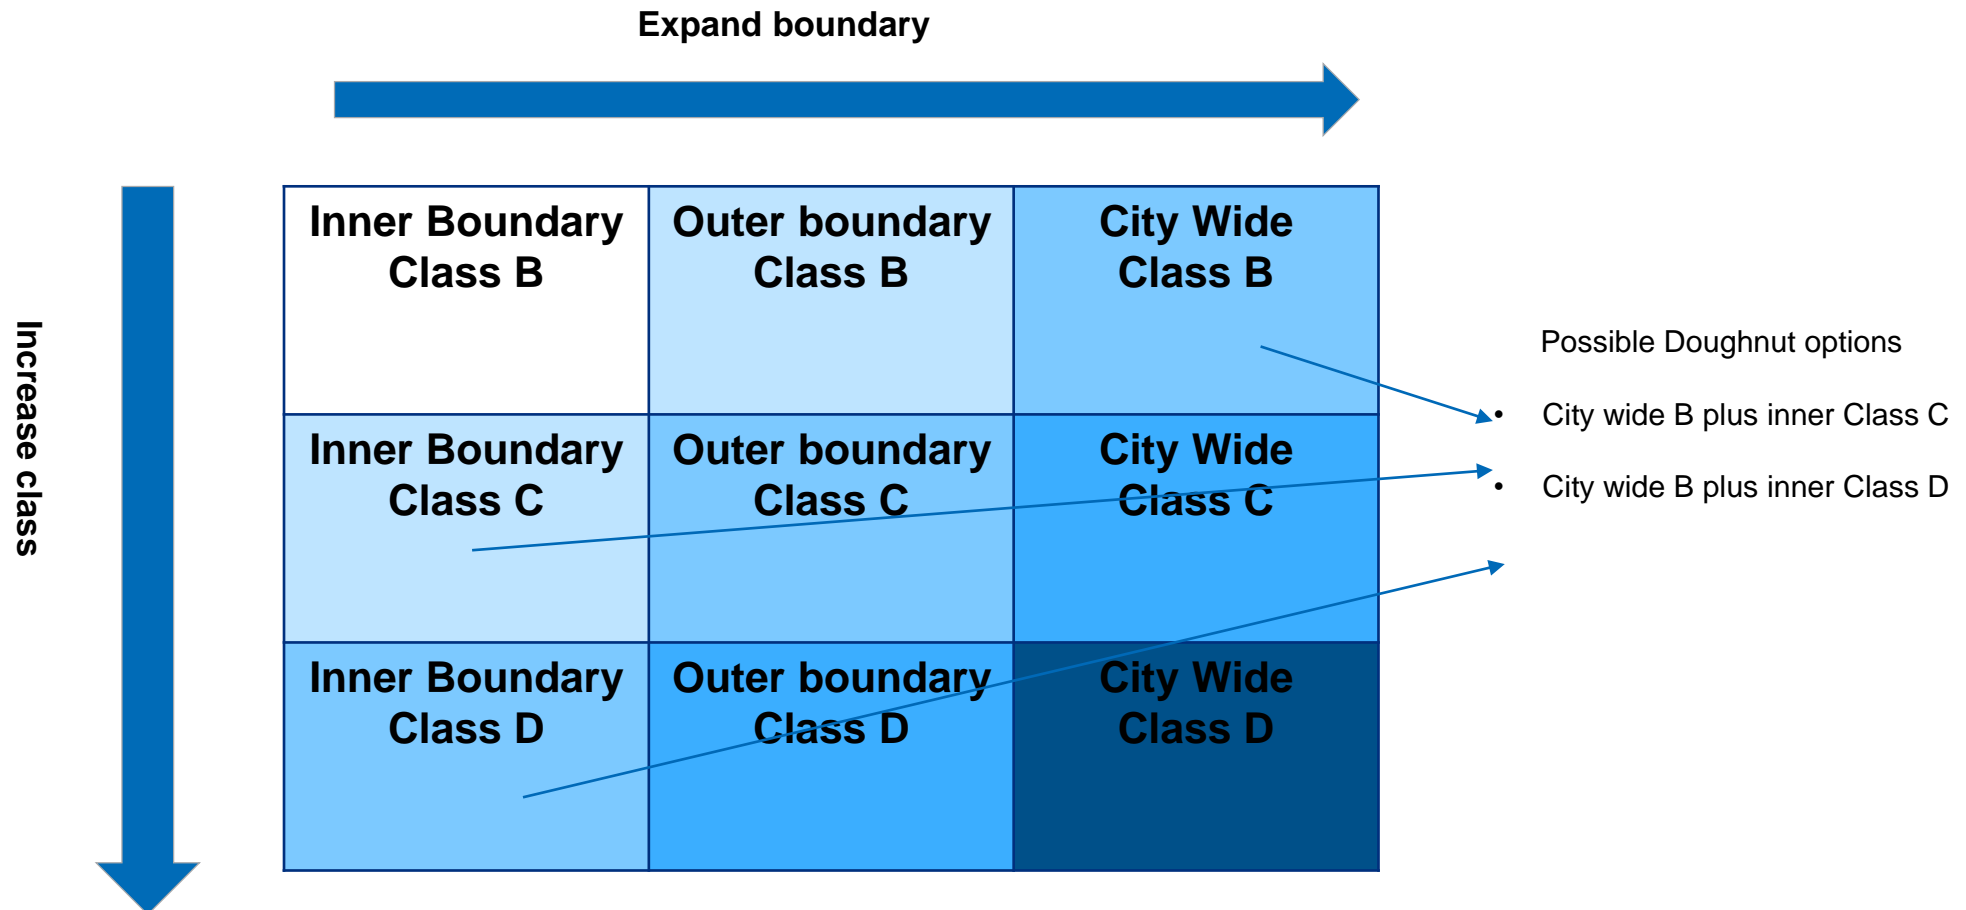 Expand boundary
Increase class
Inner Boundary
Class B
Outer boundary
Class B
City Wide
Class B
Inner Boundary
Class C
Outer boundary
Class C
City Wide
Class C
Inner Boundary
Class D
Outer boundary
Class D
City Wide
Class D
Possible Doughnut options
• City wide B plus inner Class C
• City wide B plus inner Class D